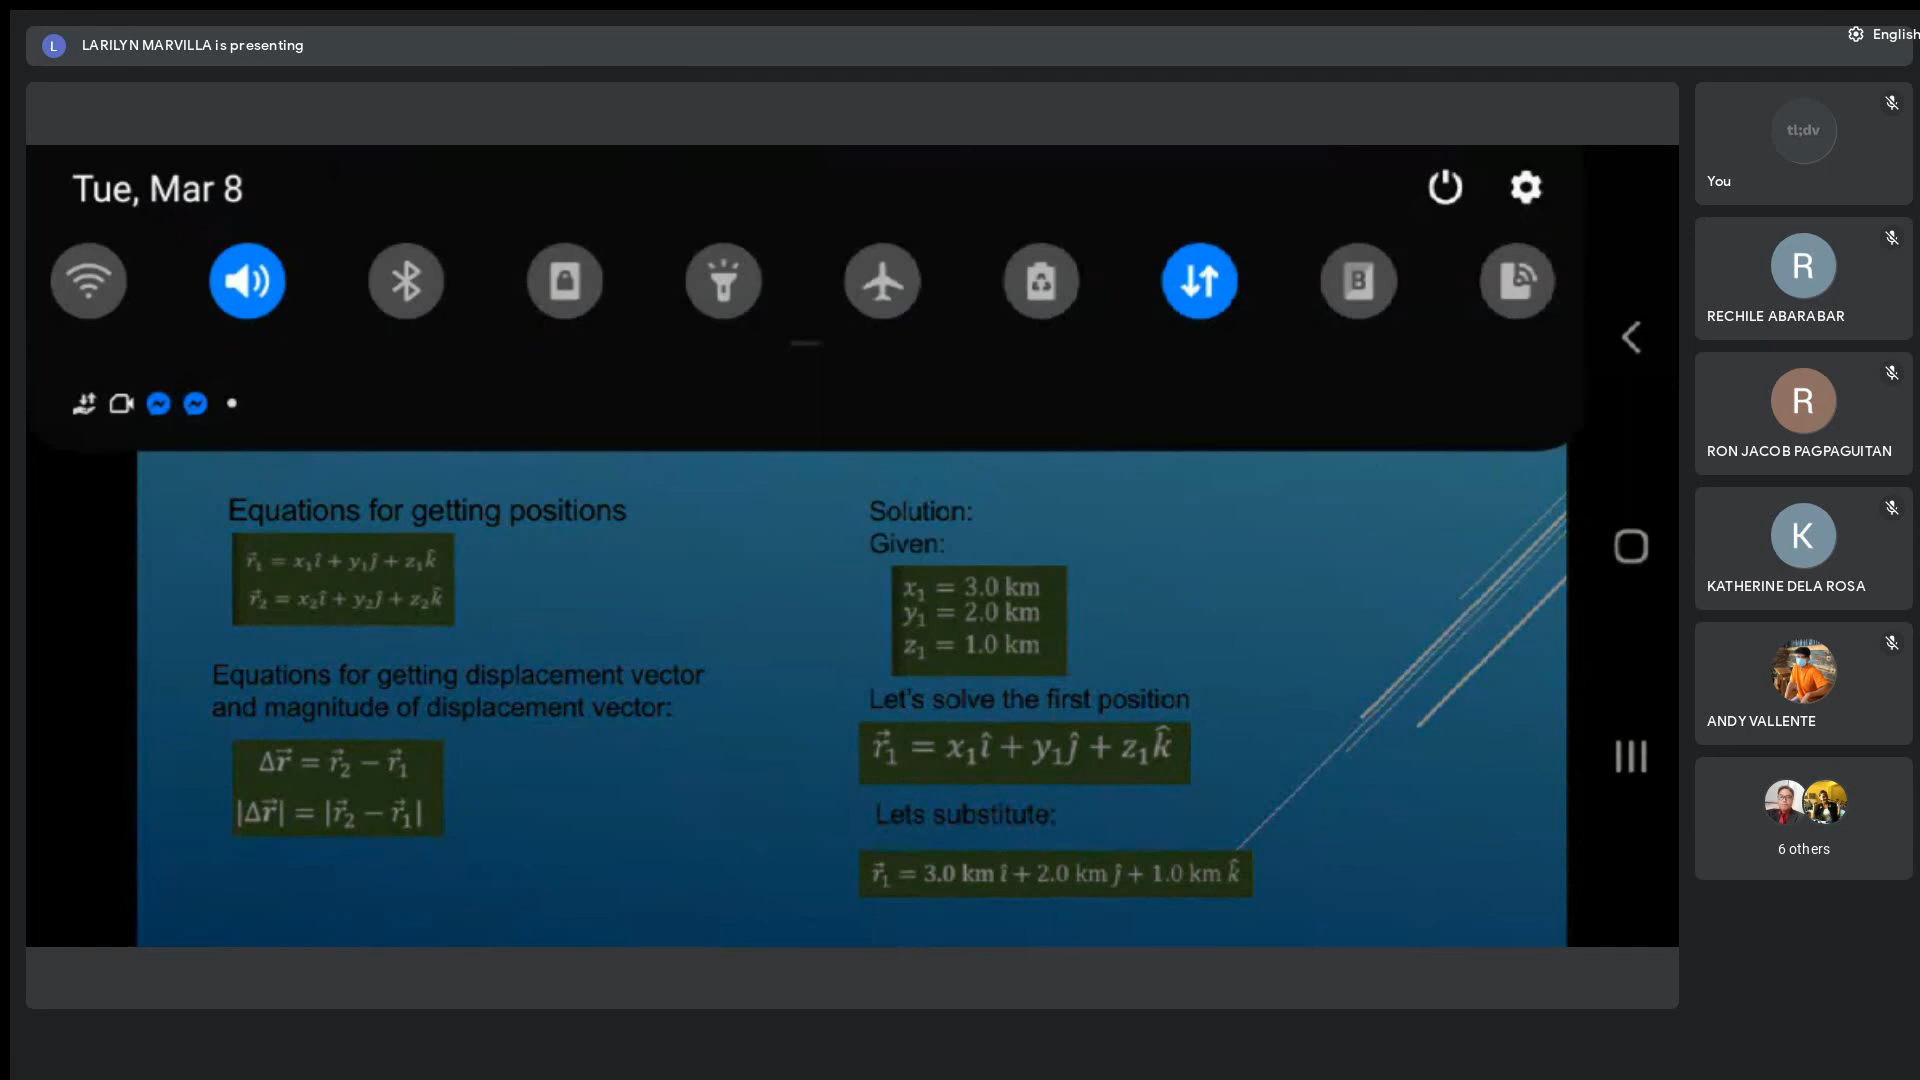 L LARILYN MARVILLA is presenting
English
Tue, Mar 8
B
Equations for getting positions
r⃗₁ = x₁î + y₁ĵ + z₁k̂
r⃗₂ = x₂î + y₂ĵ + z₂k̂
Equations for getting displacement vector
and magnitude of displacement vector:
Δr⃗ = r⃗₂ − r⃗₁
|Δr⃗| = |r⃗₂ − r⃗₁|
Solution:
Given:
x₁ = 3.0 km
y₁ = 2.0 km
z₁ = 1.0 km
Let's solve the first position
r⃗₁ = x₁î + y₁ĵ + z₁k̂
Lets substitute:
r⃗₁ = 3.0 km î + 2.0 km ĵ + 1.0 km k̂
tl;dv
You
R
RECHILE ABARABAR
R
RON JACOB PAGPAGUITAN
K
KATHERINE DELA ROSA
ANDY VALLENTE
6 others